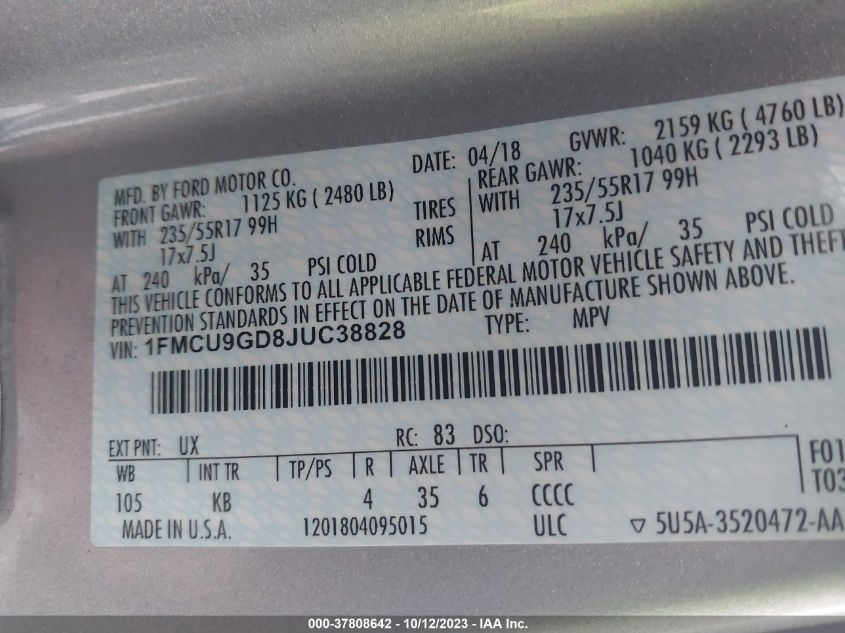 MFD. BY FORD MOTOR CO. DATE: 04/18 GVWR: 2159 KG ( 4760 LB)
FRONT GAWR: 1125 KG ( 2480 LB) REAR GAWR: 1040 KG ( 2293 LB)
WITH 235/55R17 99H TIRES WITH 235/55R17 99H
17x7.5J RIMS 17x7.5J
AT 240 kPa/ 35 PSI COLD AT 240 kPa/ 35 PSI COLD
THIS VEHICLE CONFORMS TO ALL APPLICABLE FEDERAL MOTOR VEHICLE SAFETY AND THEFT
PREVENTION STANDARDS IN EFFECT ON THE DATE OF MANUFACTURE SHOWN ABOVE.
VIN: 1FMCU9GD8JUC38828 TYPE: MPV
EXT PNT: UX RC: 83 DSO:
WB INT TR TP/PS R AXLE TR SPR F01
105 KB 4 35 6 CCCC T03
MADE IN U.S.A. 1201804095015 ULC ▽ 5U5A-3520472-AA
000-37808642 - 10/12/2023 - IAA Inc.